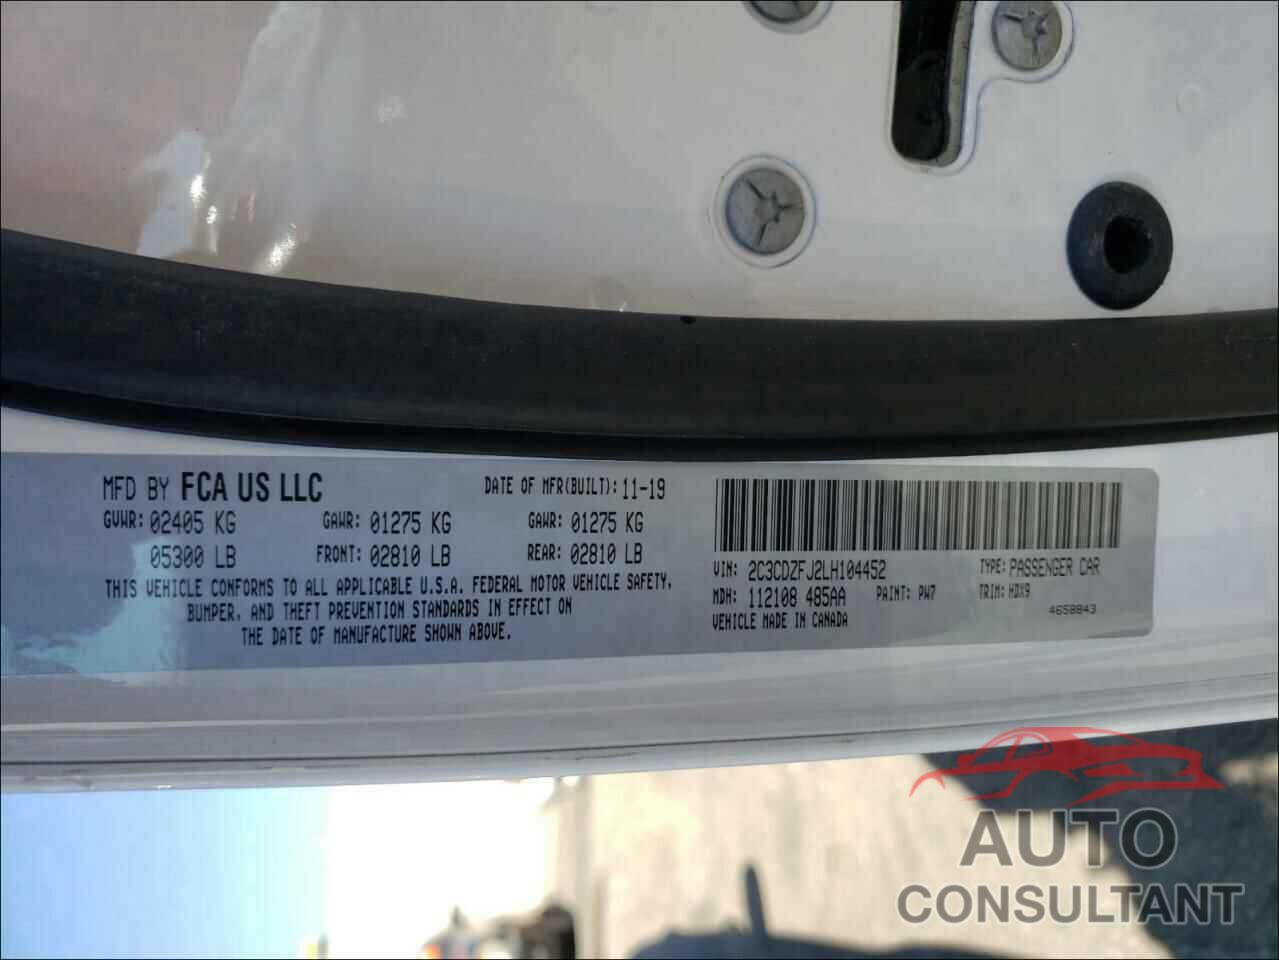 MFD BY FCA US LLC DATE OF MFR(BUILT): 11-19
GVWR: 02405 KG GAWR: 01275 KG GAWR: 01275 KG
05300 LB FRONT: 02810 LB REAR: 02810 LB
THIS VEHICLE CONFORMS TO ALL APPLICABLE U.S.A. FEDERAL MOTOR VEHICLE SAFETY,
BUMPER, AND THEFT PREVENTION STANDARDS IN EFFECT ON
THE DATE OF MANUFACTURE SHOWN ABOVE.
VIN: 2C3CDZFJ2LH104452 TYPE: PASSENGER CAR
MDH: 112108 485AA PAINT: PW7 TRIM: HDX9
VEHICLE MADE IN CANADA 4658843
AUTO
CONSULTANT